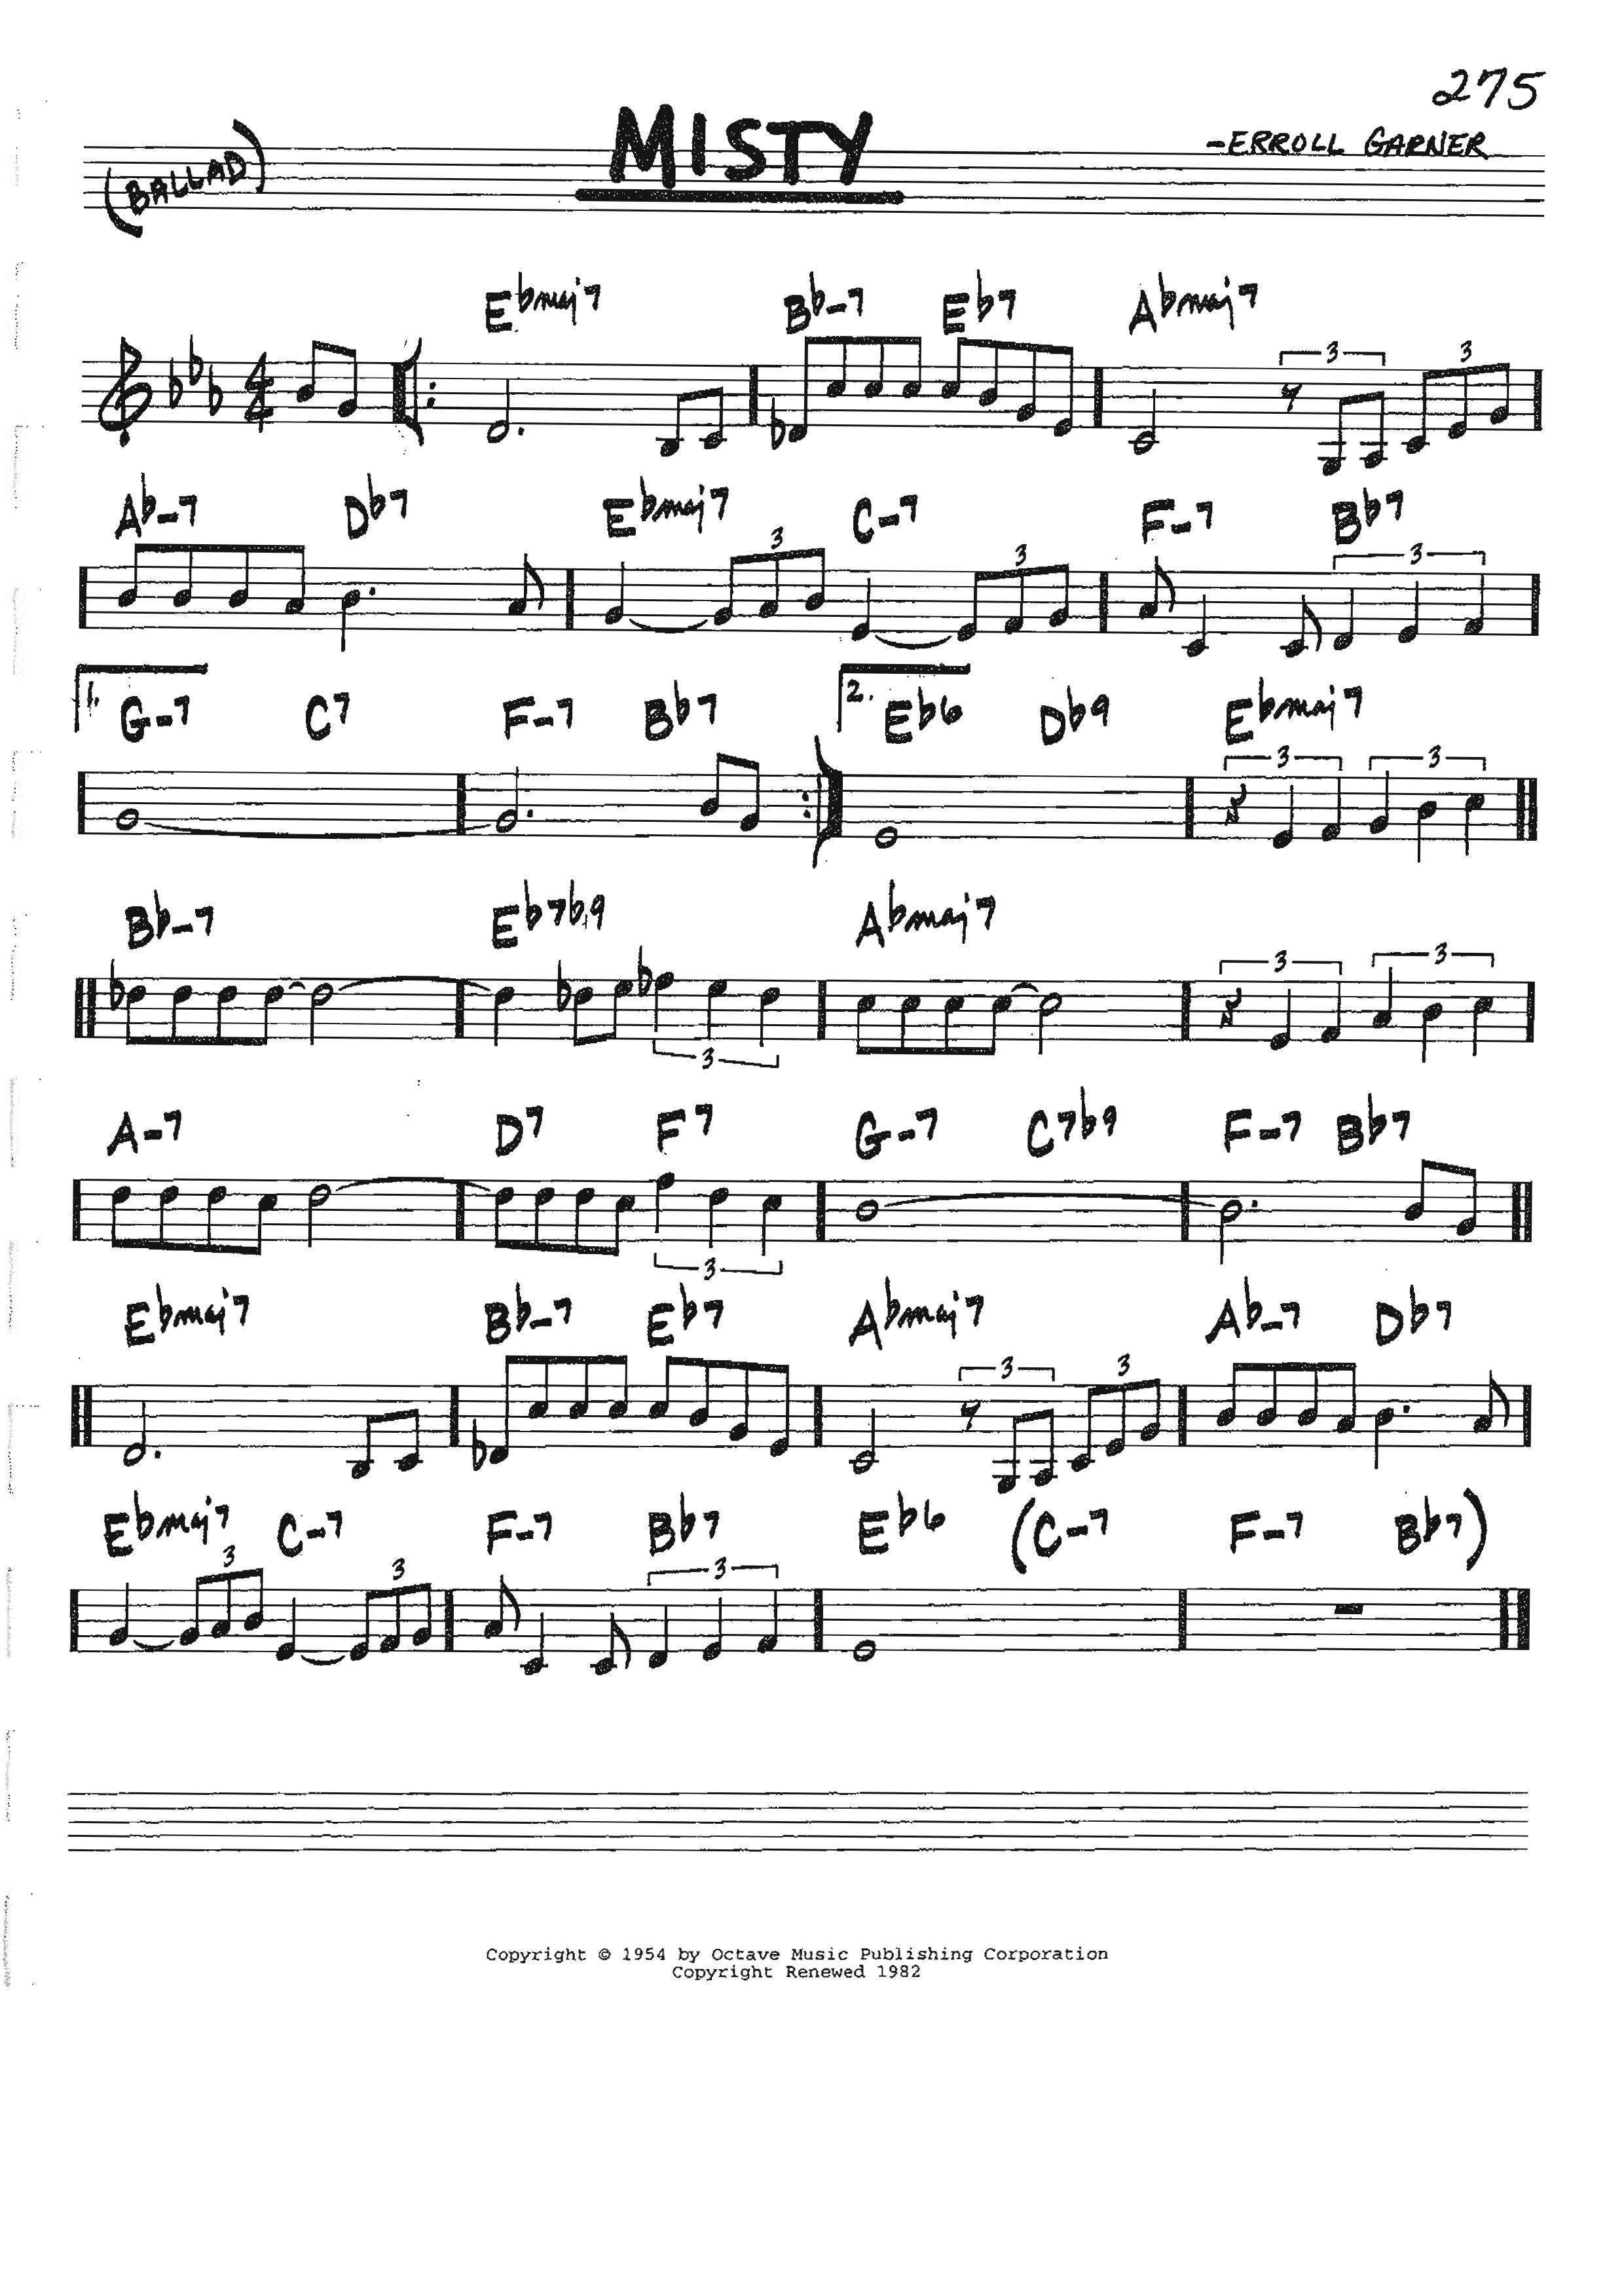 275
MISTY
-ERROLL GARNER
(BALLAD)
Ebmaj7 Bb-7 Eb7 Abmaj7
4 4 3 3
Ab-7 Db7 Ebmaj7 C-7 F-7 Bb7
3 3 3
1. G-7 C7 F-7 Bb7 2. Eb6 Db9 Ebmaj7
3 3
Bb-7 Eb7b9 Abmaj7
3 3 3
A-7 D7 F7 G-7 C7b9 F-7 Bb7
3
Ebmaj7 Bb-7 Eb7 Abmaj7 Ab-7 Db7
3 3
Ebmaj7 C-7 F-7 Bb7 Eb6 (C-7 F-7 Bb7)
3 3 3
Copyright © 1954 by Octave Music Publishing Corporation
Copyright Renewed 1982